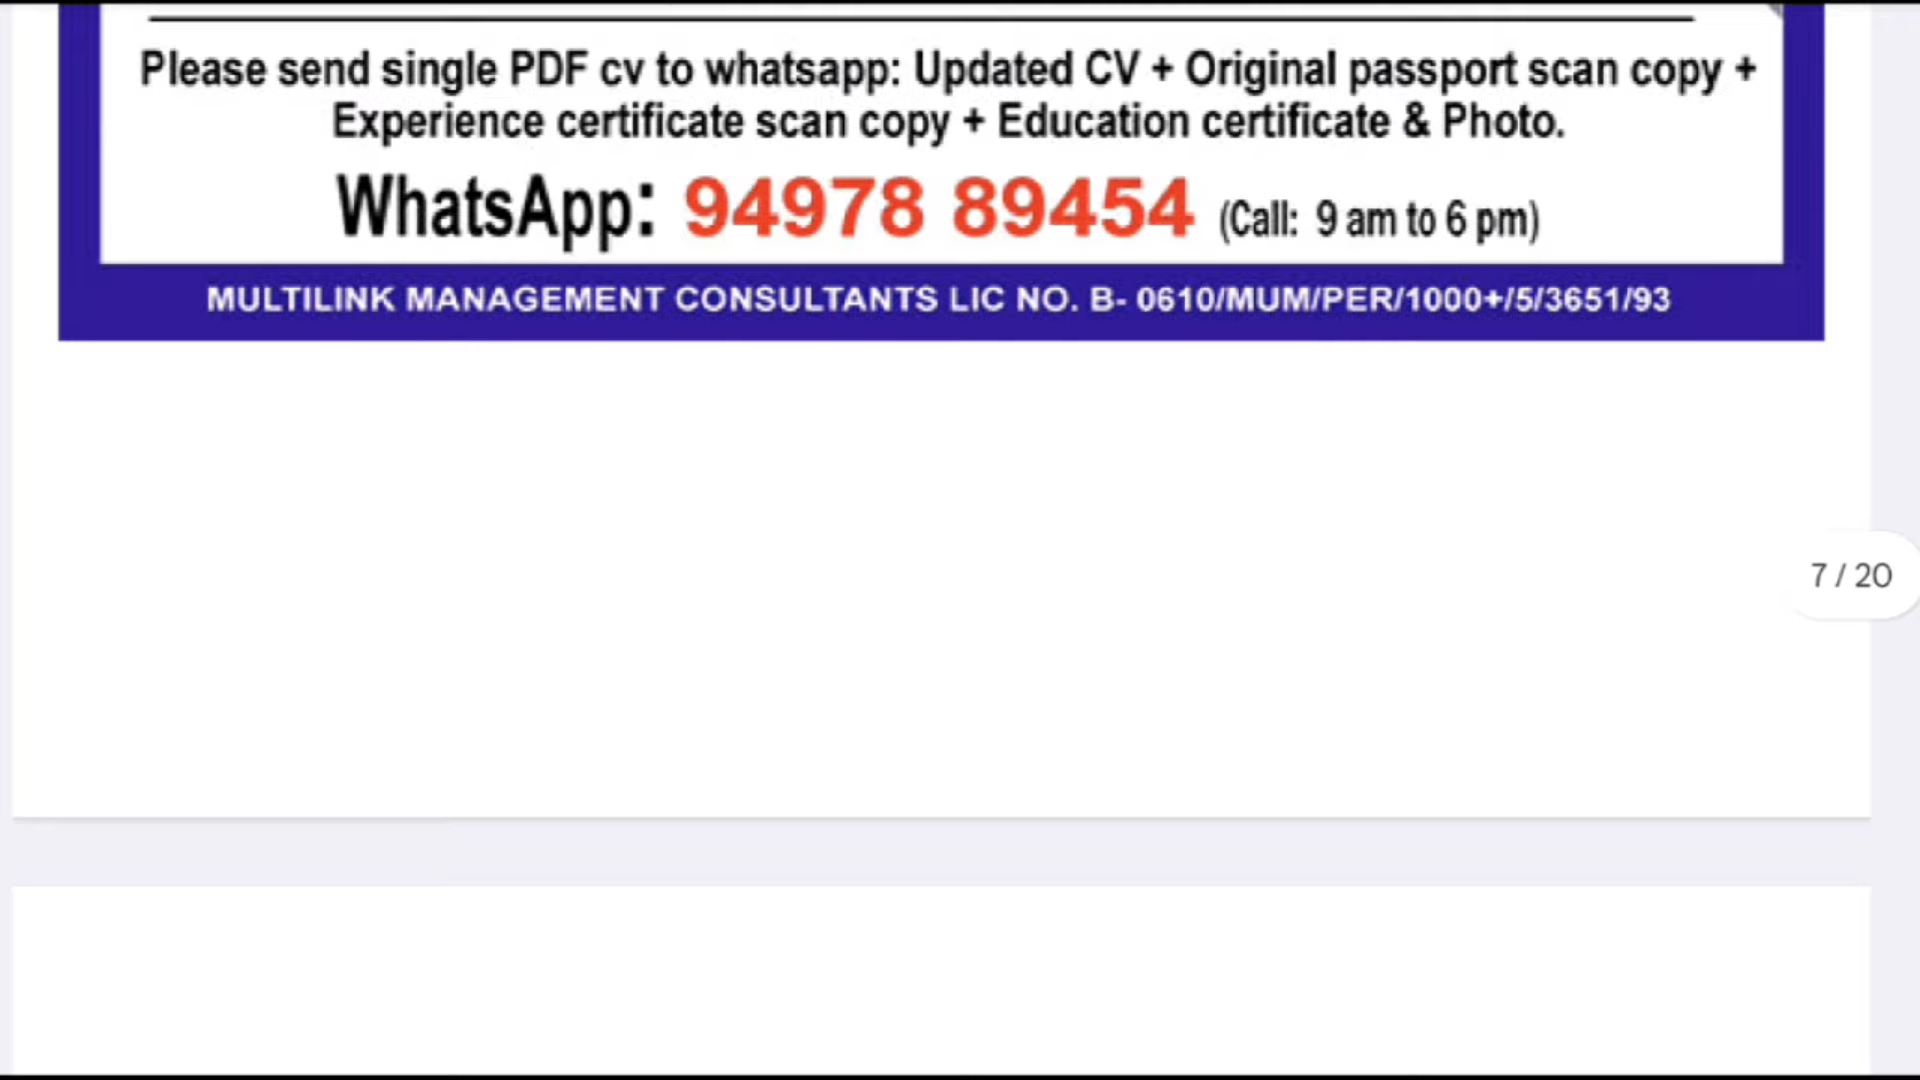 Please send single PDF cv to whatsapp: Updated CV + Original passport scan copy +
Experience certificate scan copy + Education certificate & Photo.
WhatsApp: 94978 89454 (Call: 9 am to 6 pm)
MULTILINK MANAGEMENT CONSULTANTS LIC NO. B- 0610/MUM/PER/1000+/5/3651/93
7 / 20